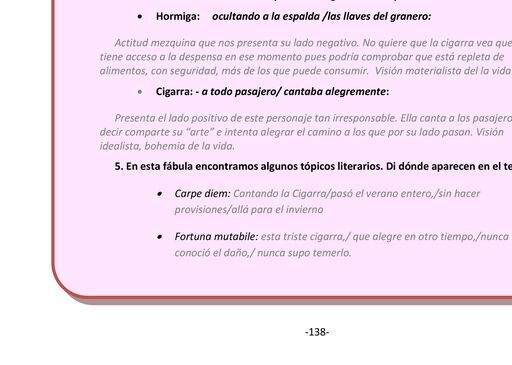 • Hormiga: ocultando a la espalda /las llaves del granero:
Actitud mezquina que nos presenta su lado negativo. No quiere que la cigarra vea que
tiene acceso a la despensa en ese momento pues podría comprobar que está repleta de
alimentos, con seguridad, más de los que puede consumir. Visión materialista del la vida
• Cigarra: - a todo pasajero/ cantaba alegremente:
Presenta el lado positivo de este personaje tan irresponsable. Ella canta a los pasajero
decir comparte su “arte” e intenta alegrar el camino a los que por su lado pasan. Visión
idealista, bohemia de la vida.
5. En esta fábula encontramos algunos tópicos literarios. Di dónde aparecen en el te
• Carpe diem: Cantando la Cigarra/pasó el verano entero,/sin hacer
provisiones/allá para el invierno
• Fortuna mutabile: esta triste cigarra,/ que alegre en otro tiempo,/nunca
conoció el daño,/ nunca supo temerlo.
-138-